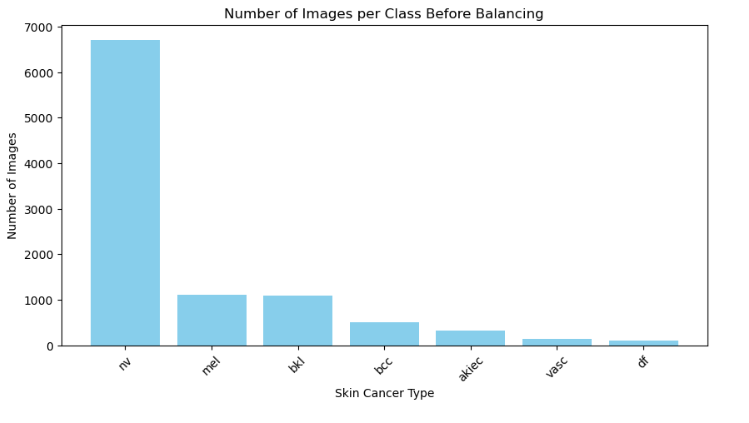 Number of Images per Class Before Balancing
Number of Images
7000
6000
5000
4000
3000
2000
1000
0
nv
mel
bkl
bcc
akiec
vasc
df
Skin Cancer Type